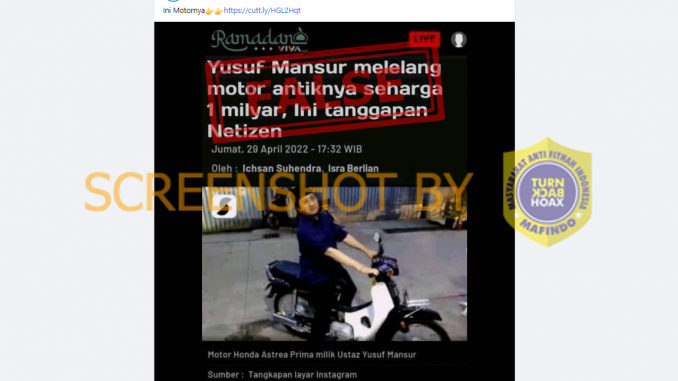 Ini Motornya👉👉https://cutt.ly/HGL2Hqt
Ramadan
VIVA
LIVE
Yusuf Mansur melelang
motor antiknya seharga
1 milyar, Ini tanggapan
Netizen
FALSE
Jumat, 29 April 2022 - 17:32 WIB
Oleh : Ichsan Suhendra, Isra Berlian
SCREENSHOT BY
MASYARAKAT ANTI FITNAH INDONESIA
TURN
BACK
HOAX
MAFINDO
Motor Honda Astrea Prima milik Ustaz Yusuf Mansur
Sumber : Tangkapan layar Instagram